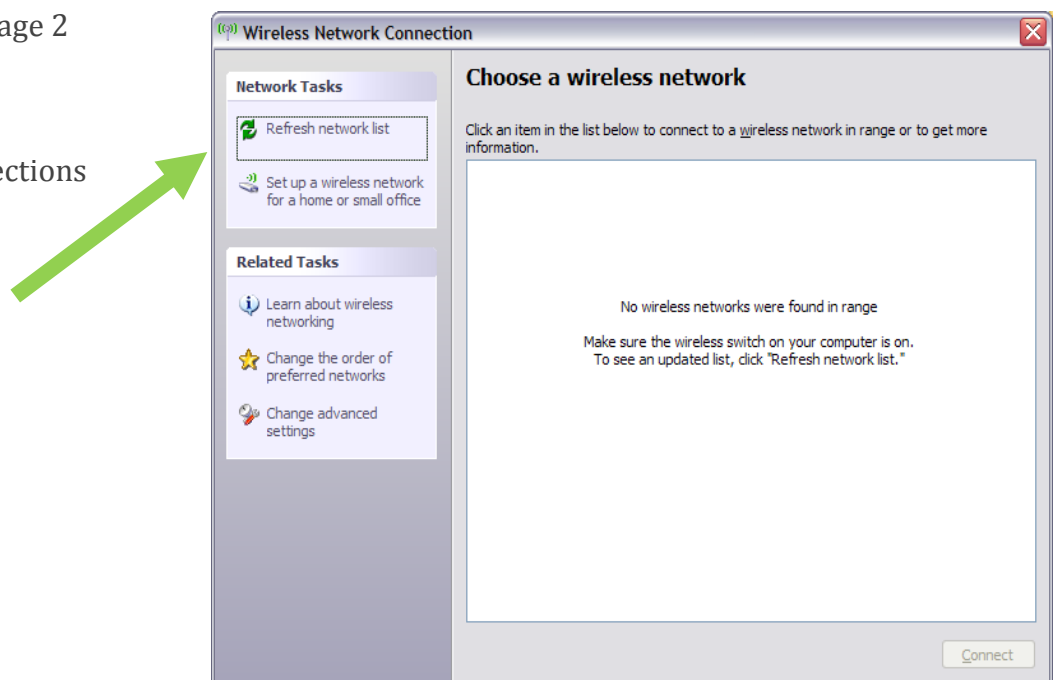 age 2
ections
Wireless Network Connection
Network Tasks
Refresh network list
Set up a wireless network
for a home or small office
Related Tasks
Learn about wireless
networking
Change the order of
preferred networks
Change advanced
settings
Choose a wireless network
Click an item in the list below to connect to a wireless network in range or to get more
information.
No wireless networks were found in range
Make sure the wireless switch on your computer is on.
To see an updated list, click "Refresh network list."
Connect